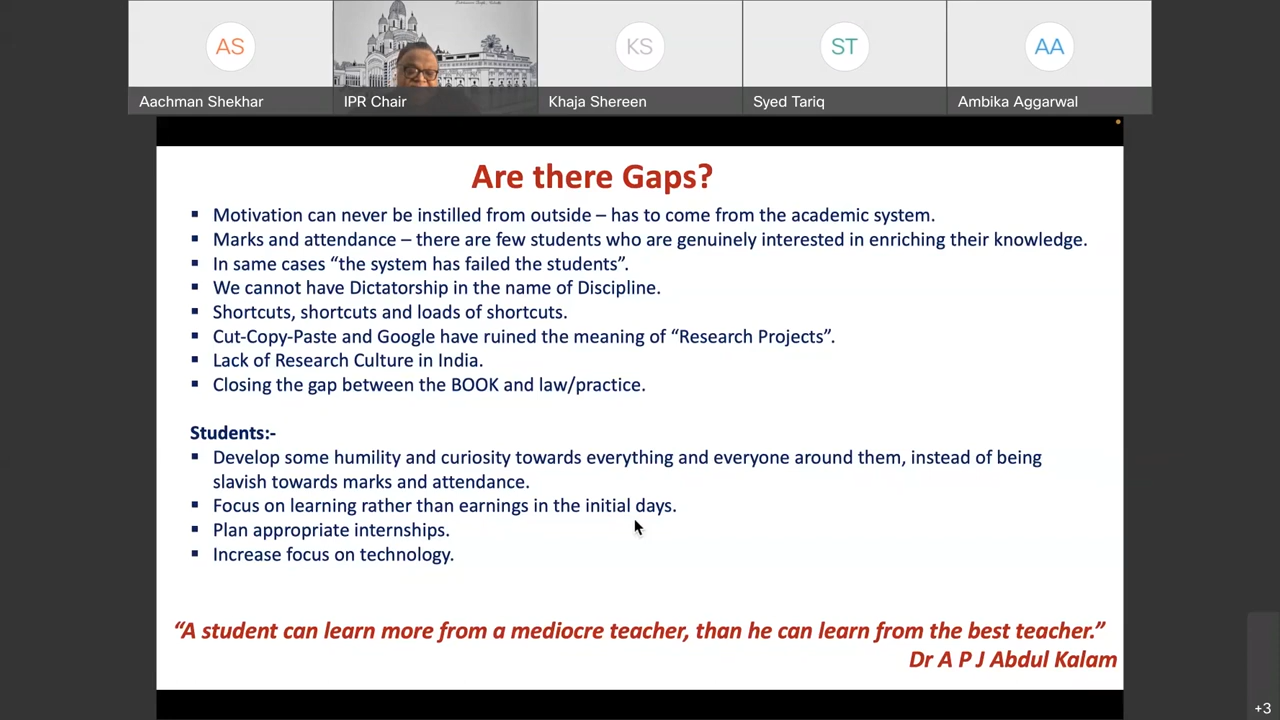 AS
KS
ST
AA
Aachman Shekhar
IPR Chair
Khaja Shereen
Syed Tariq
Ambika Aggarwal
Are there Gaps?
▪ Motivation can never be instilled from outside – has to come from the academic system.
▪ Marks and attendance – there are few students who are genuinely interested in enriching their knowledge.
▪ In same cases “the system has failed the students”.
▪ We cannot have Dictatorship in the name of Discipline.
▪ Shortcuts, shortcuts and loads of shortcuts.
▪ Cut-Copy-Paste and Google have ruined the meaning of “Research Projects”.
▪ Lack of Research Culture in India.
▪ Closing the gap between the BOOK and law/practice.
Students:-
▪ Develop some humility and curiosity towards everything and everyone around them, instead of being
slavish towards marks and attendance.
▪ Focus on learning rather than earnings in the initial days.
▪ Plan appropriate internships.
▪ Increase focus on technology.
“A student can learn more from a mediocre teacher, than he can learn from the best teacher.”
Dr A P J Abdul Kalam
+3